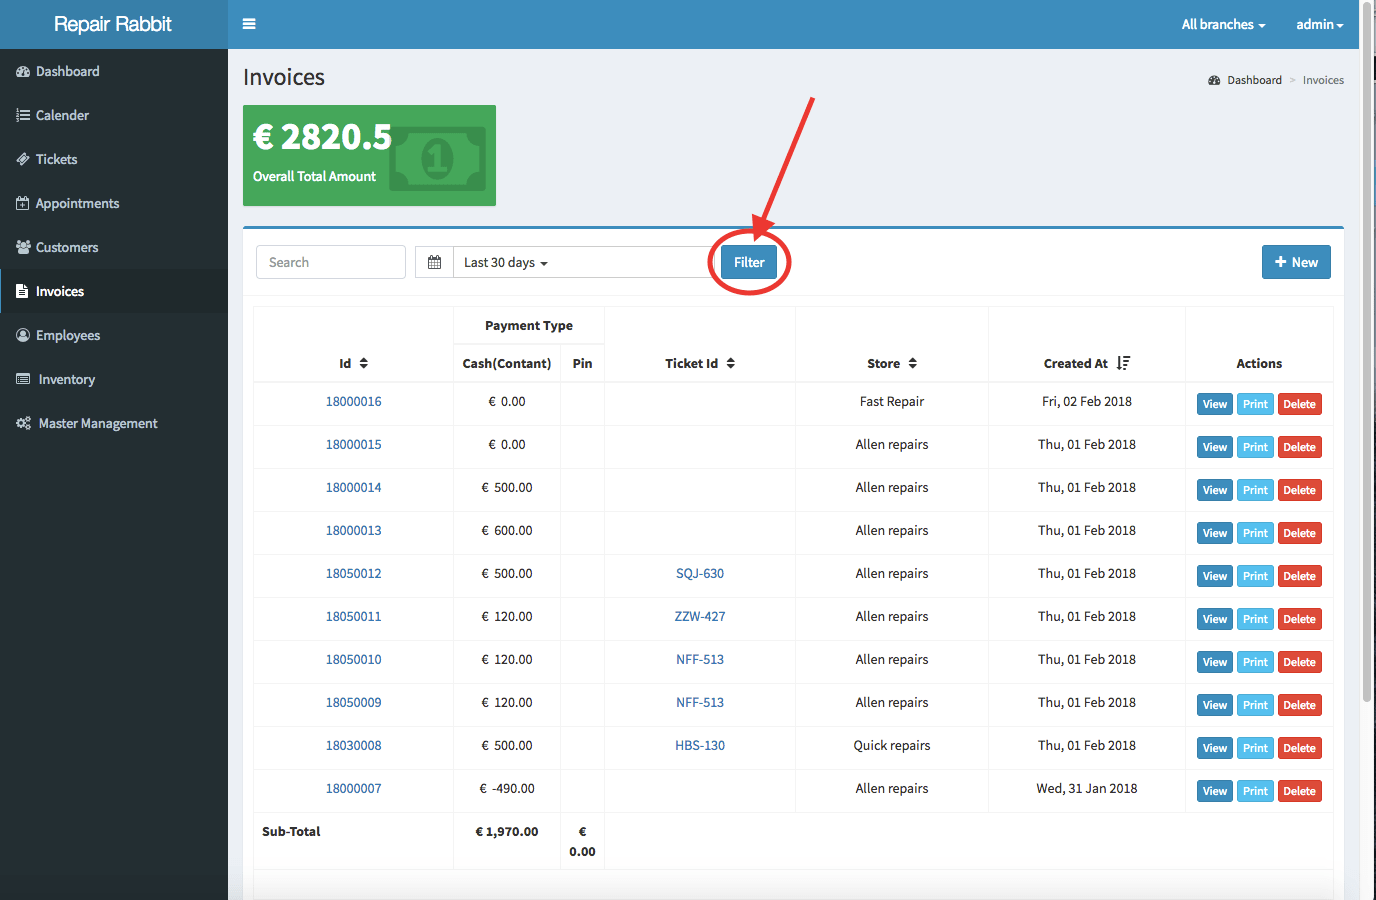 Repair Rabbit
All branches admin
Dashboard
Calender
Tickets
Appointments
Customers
Invoices
Employees
Inventory
Master Management
Invoices
Dashboard > Invoices
€ 2820.5
1
Overall Total Amount
Search Last 30 days Filter + New
Payment Type
Id Cash(Contant) Pin Ticket Id Store Created At Actions
18000016 € 0.00 Fast Repair Fri, 02 Feb 2018 View Print Delete
18000015 € 0.00 Allen repairs Thu, 01 Feb 2018 View Print Delete
18000014 € 500.00 Allen repairs Thu, 01 Feb 2018 View Print Delete
18000013 € 600.00 Allen repairs Thu, 01 Feb 2018 View Print Delete
18050012 € 500.00 SQJ-630 Allen repairs Thu, 01 Feb 2018 View Print Delete
18050011 € 120.00 ZZW-427 Allen repairs Thu, 01 Feb 2018 View Print Delete
18050010 € 120.00 NFF-513 Allen repairs Thu, 01 Feb 2018 View Print Delete
18050009 € 120.00 NFF-513 Allen repairs Thu, 01 Feb 2018 View Print Delete
18030008 € 500.00 HBS-130 Quick repairs Thu, 01 Feb 2018 View Print Delete
18000007 € -490.00 Allen repairs Wed, 31 Jan 2018 View Print Delete
Sub-Total € 1,970.00 €
0.00